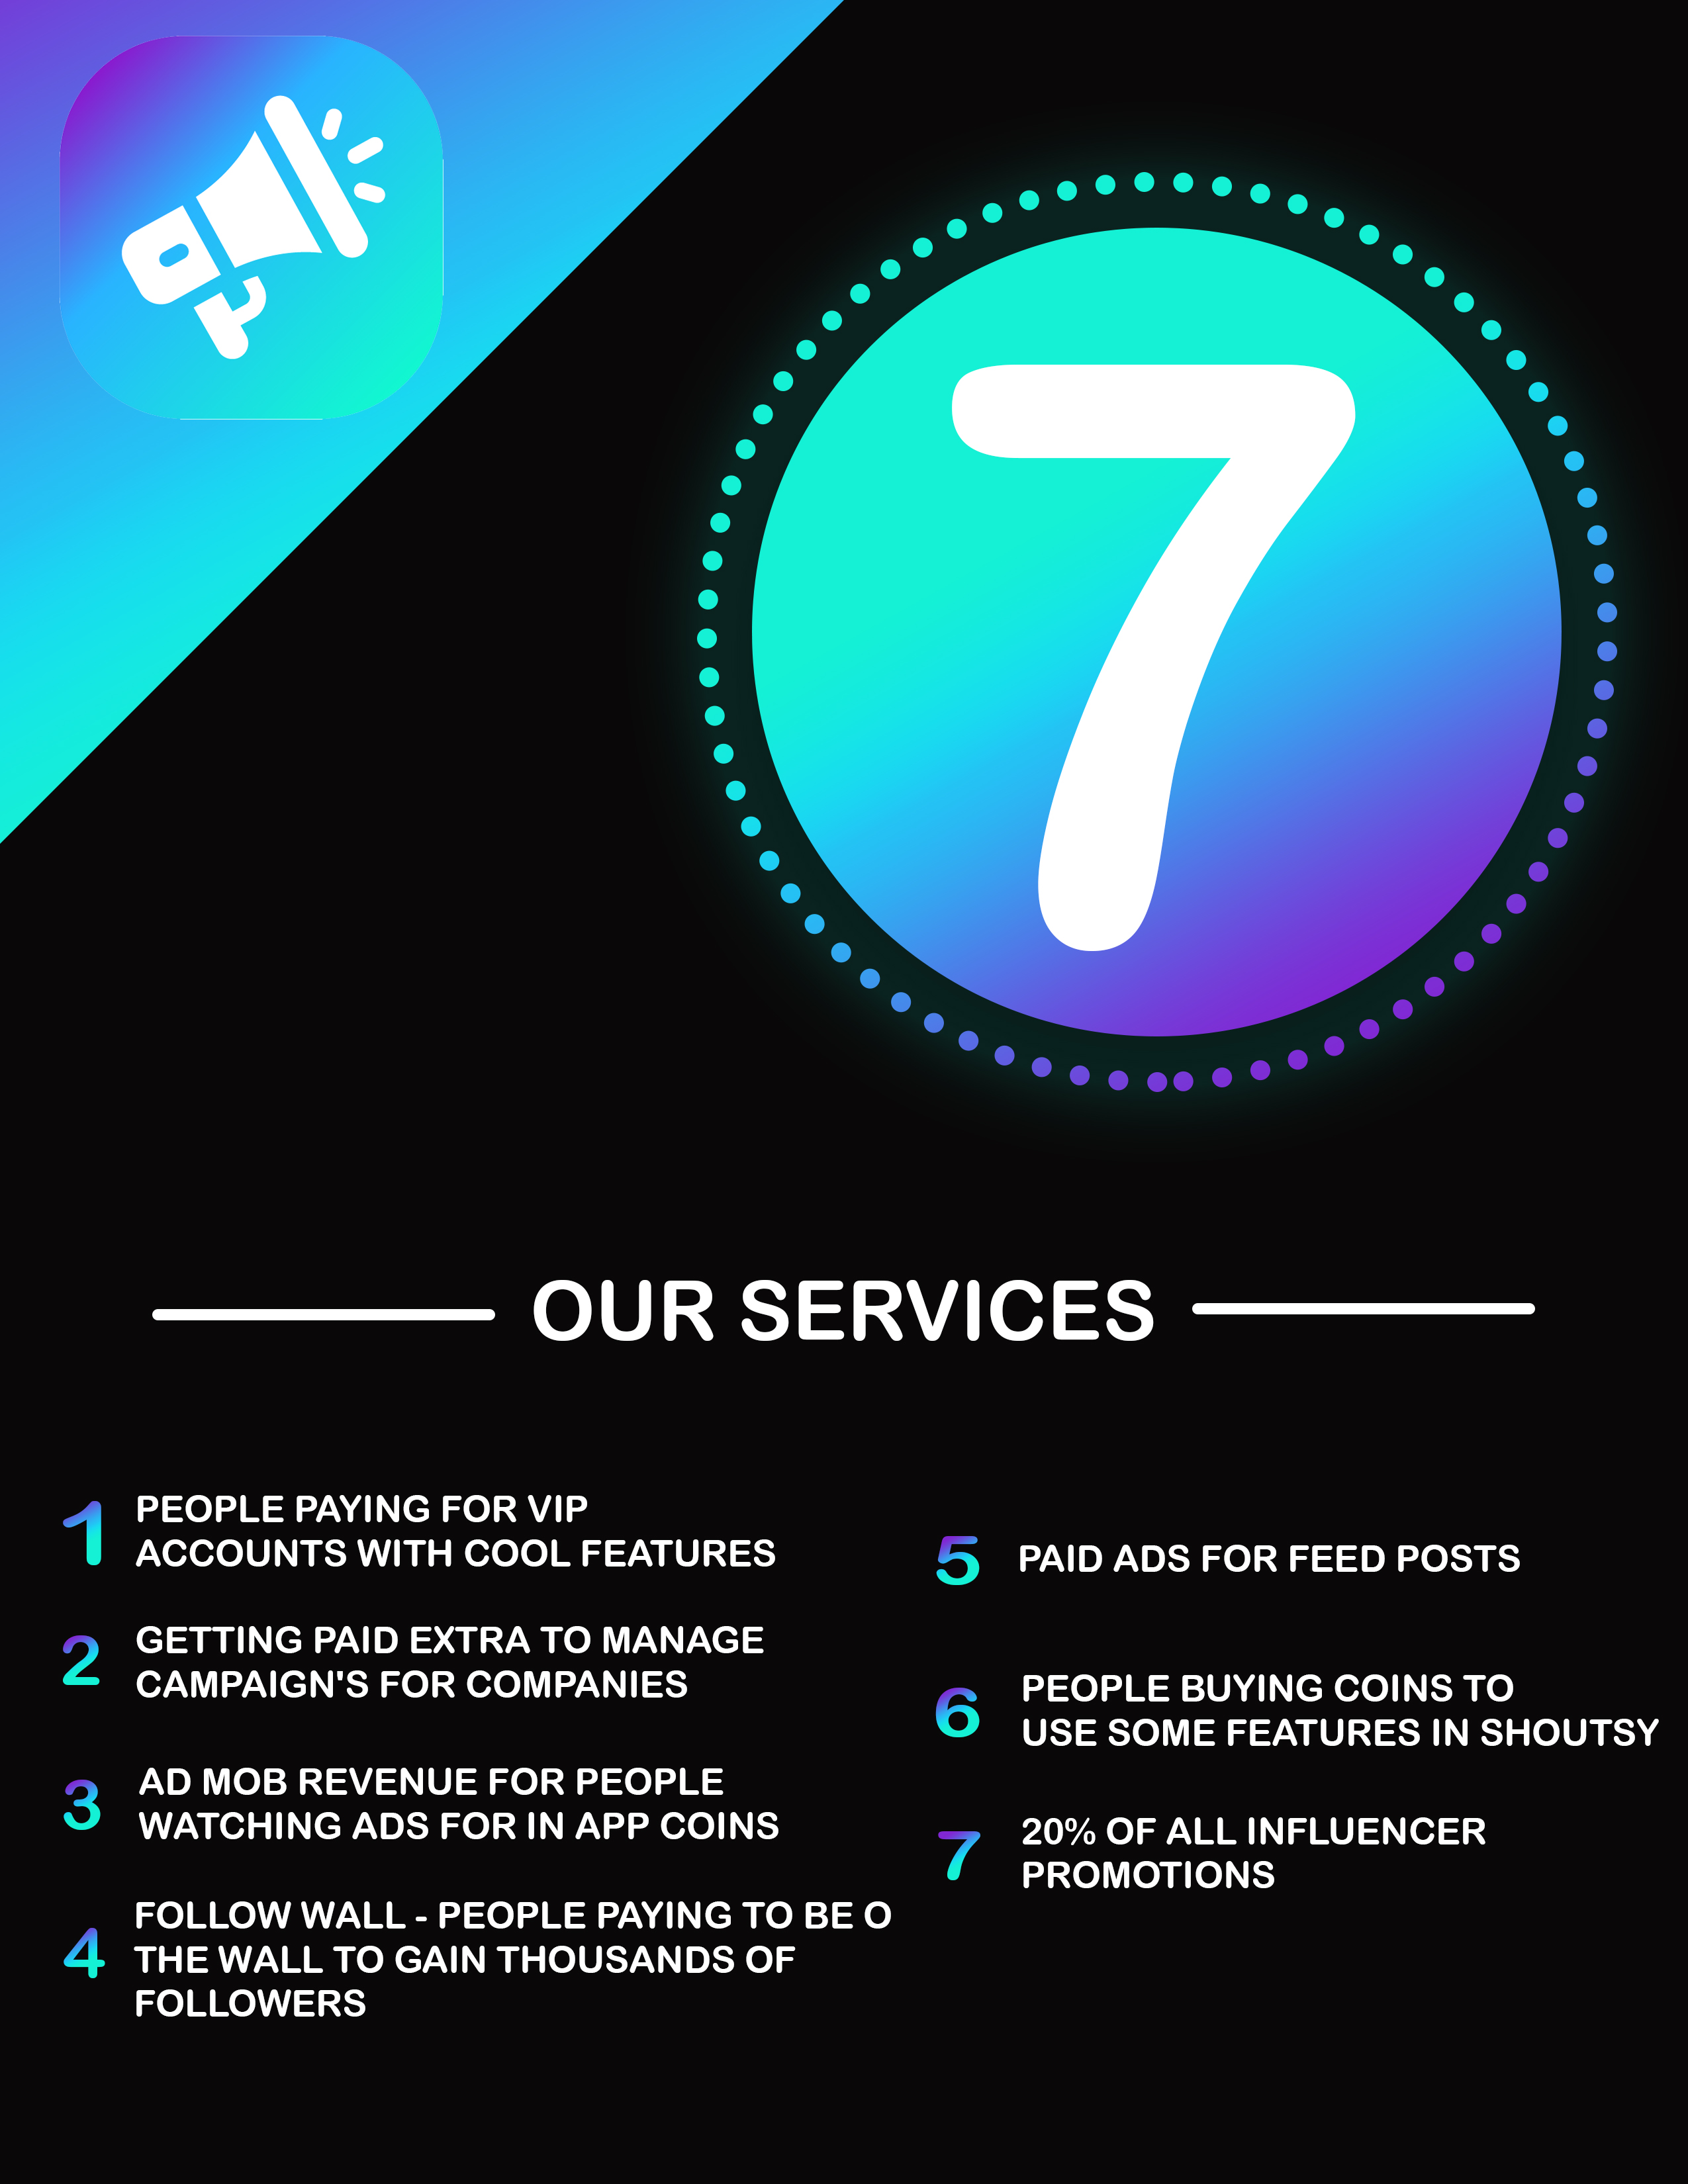 7
OUR SERVICES
1 PEOPLE PAYING FOR VIP
ACCOUNTS WITH COOL FEATURES
2 GETTING PAID EXTRA TO MANAGE
CAMPAIGN'S FOR COMPANIES
3 AD MOB REVENUE FOR PEOPLE
WATCHING ADS FOR IN APP COINS
4 FOLLOW WALL - PEOPLE PAYING TO BE O
THE WALL TO GAIN THOUSANDS OF
FOLLOWERS
5 PAID ADS FOR FEED POSTS
6 PEOPLE BUYING COINS TO
USE SOME FEATURES IN SHOUTSY
7 20% OF ALL INFLUENCER
PROMOTIONS